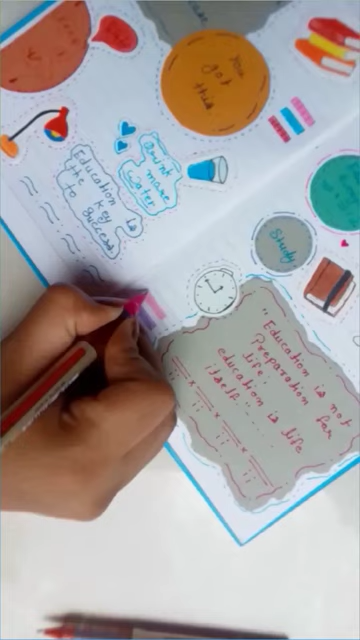 You
got
this
Drink
more
water
Education is
the key
to success
Study
"Education is not
Preparation for
life;
education is life
itself.....